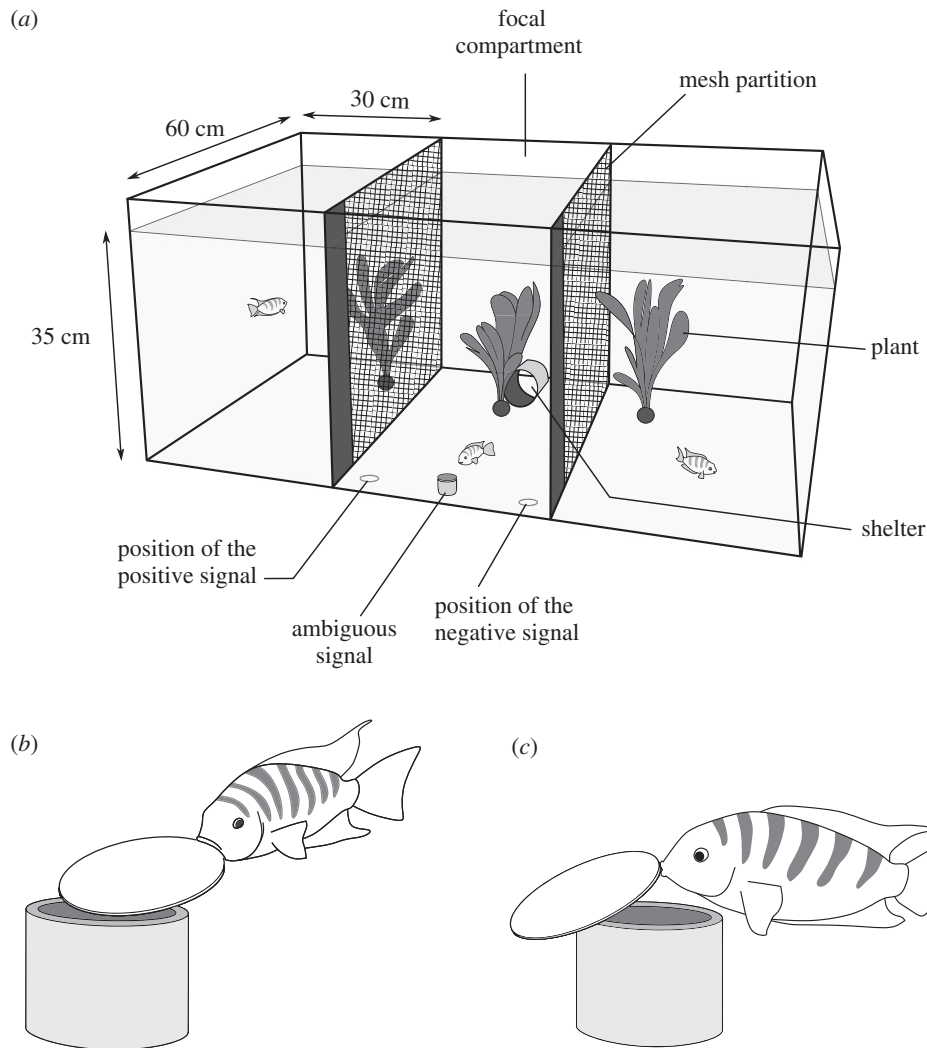 (a)
focal
compartment
mesh partition
30 cm
60 cm
35 cm
plant
shelter
position of the
positive signal
ambiguous
signal
position of the
negative signal
(b)
(c)